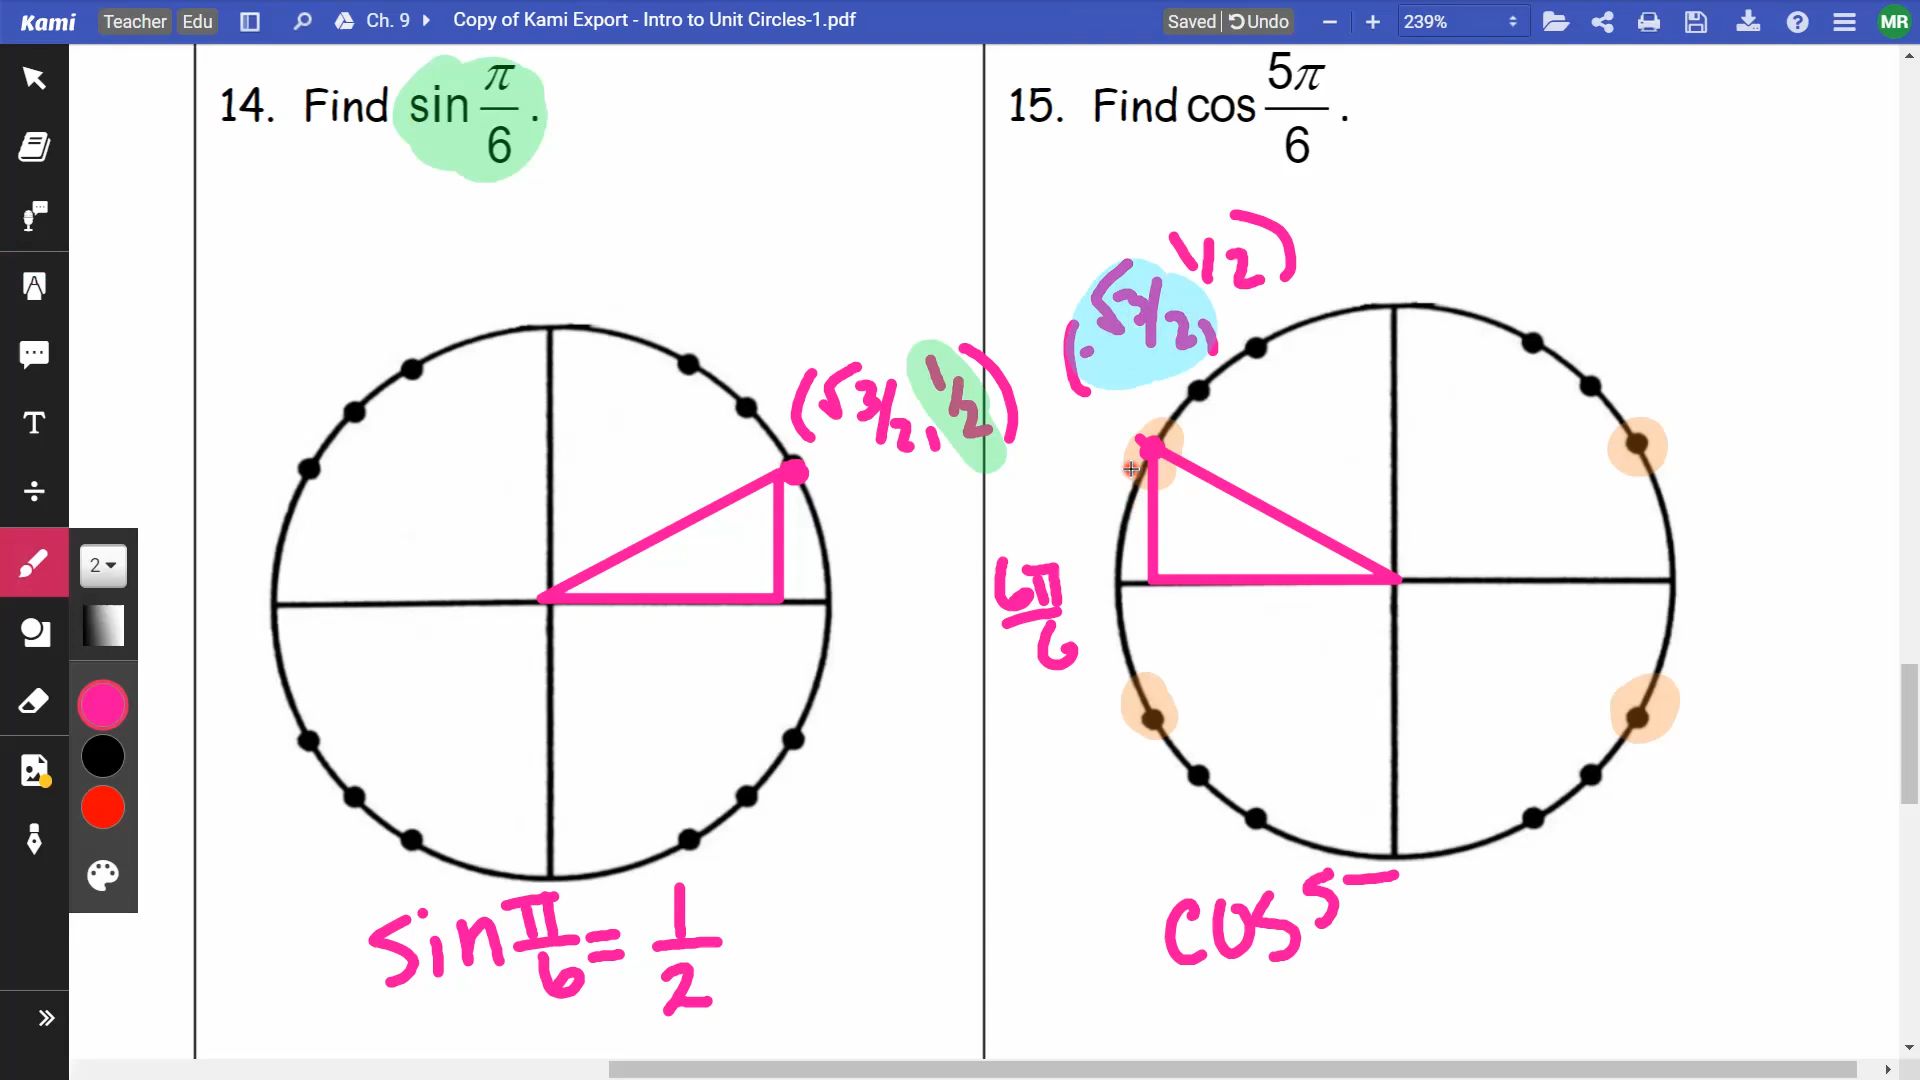 Kami Teacher Edu Ch. 9 Copy of Kami Export - Intro to Unit Circles-1.pdf Saved Undo 239% MR
14. Find sin π/6.
15. Find cos 5π/6.
(√3/2, 1/2)
(-√3/2, 1/2)
6π/6
2
T
sin π/6 = 1/2
cos 5